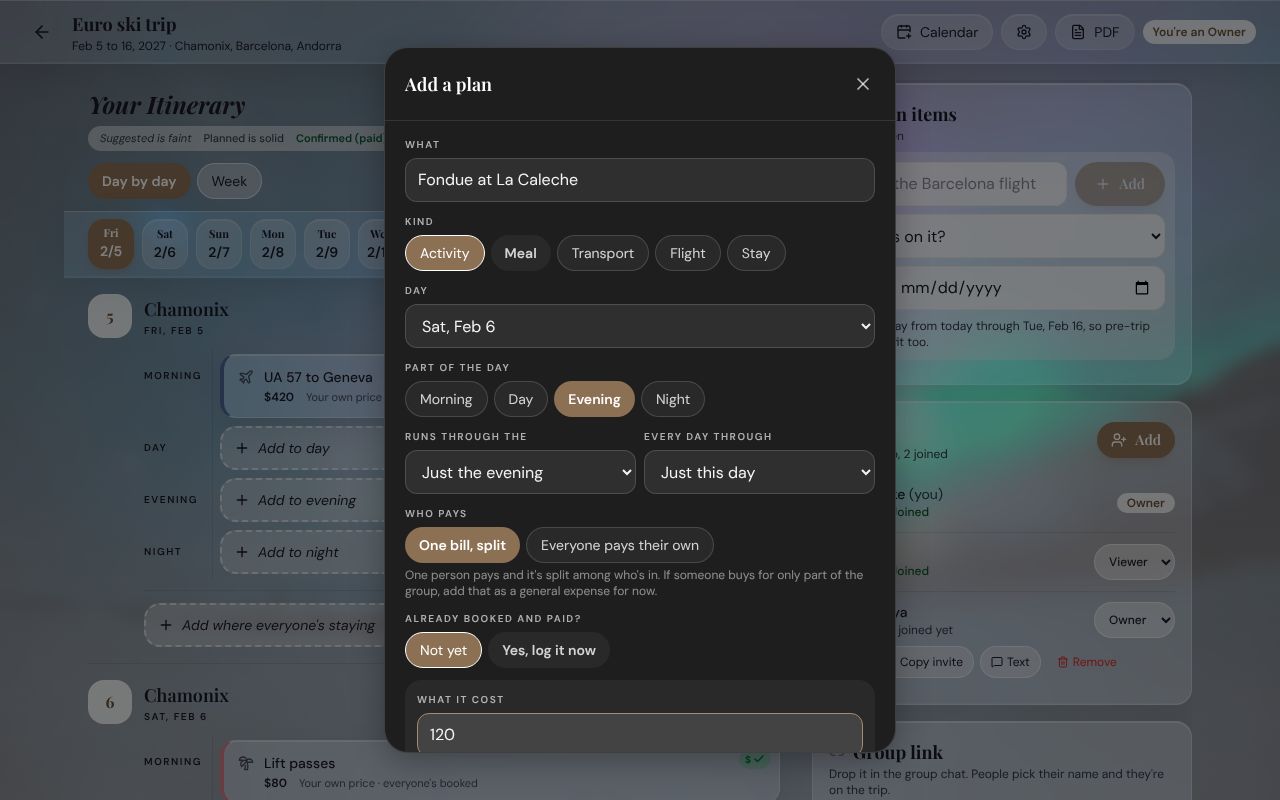 Euro ski trip
Feb 5 to 16, 2027 · Chamonix, Barcelona, Andorra
Calendar
PDF
You're an Owner
Your Itinerary
Suggested is faint Planned is solid Confirmed (paid
Day by day
Week
Fri 2/5
Sat 2/6
Sun 2/7
Mon 2/8
Tue 2/9
5
Chamonix
FRI, FEB 5
MORNING
UA 57 to Geneva
$420 Your own price
DAY
Add to day
EVENING
Add to evening
NIGHT
Add to night
Add where everyone's staying
6
Chamonix
SAT, FEB 6
MORNING
Lift passes
$80 Your own price · everyone's booked
$
Add a plan
WHAT
Fondue at La Caleche
KIND
Activity
Meal
Transport
Flight
Stay
DAY
Sat, Feb 6
PART OF THE DAY
Morning
Day
Evening
Night
RUNS THROUGH THE
EVERY DAY THROUGH
Just the evening
Just this day
WHO PAYS
One bill, split
Everyone pays their own
One person pays and it's split among who's in. If someone buys for only part of the
group, add that as a general expense for now.
ALREADY BOOKED AND PAID?
Not yet
Yes, log it now
WHAT IT COST
120
items
the Barcelona flight
Add
on it?
mm/dd/yyyy
from today through Tue, Feb 16, so pre-trip
too.
2 joined
Add
(you)
Owner
Viewer
joined yet
Owner
Copy invite
Text
Remove
Group link
Drop it in the group chat. People pick their name and they're
on the trip.